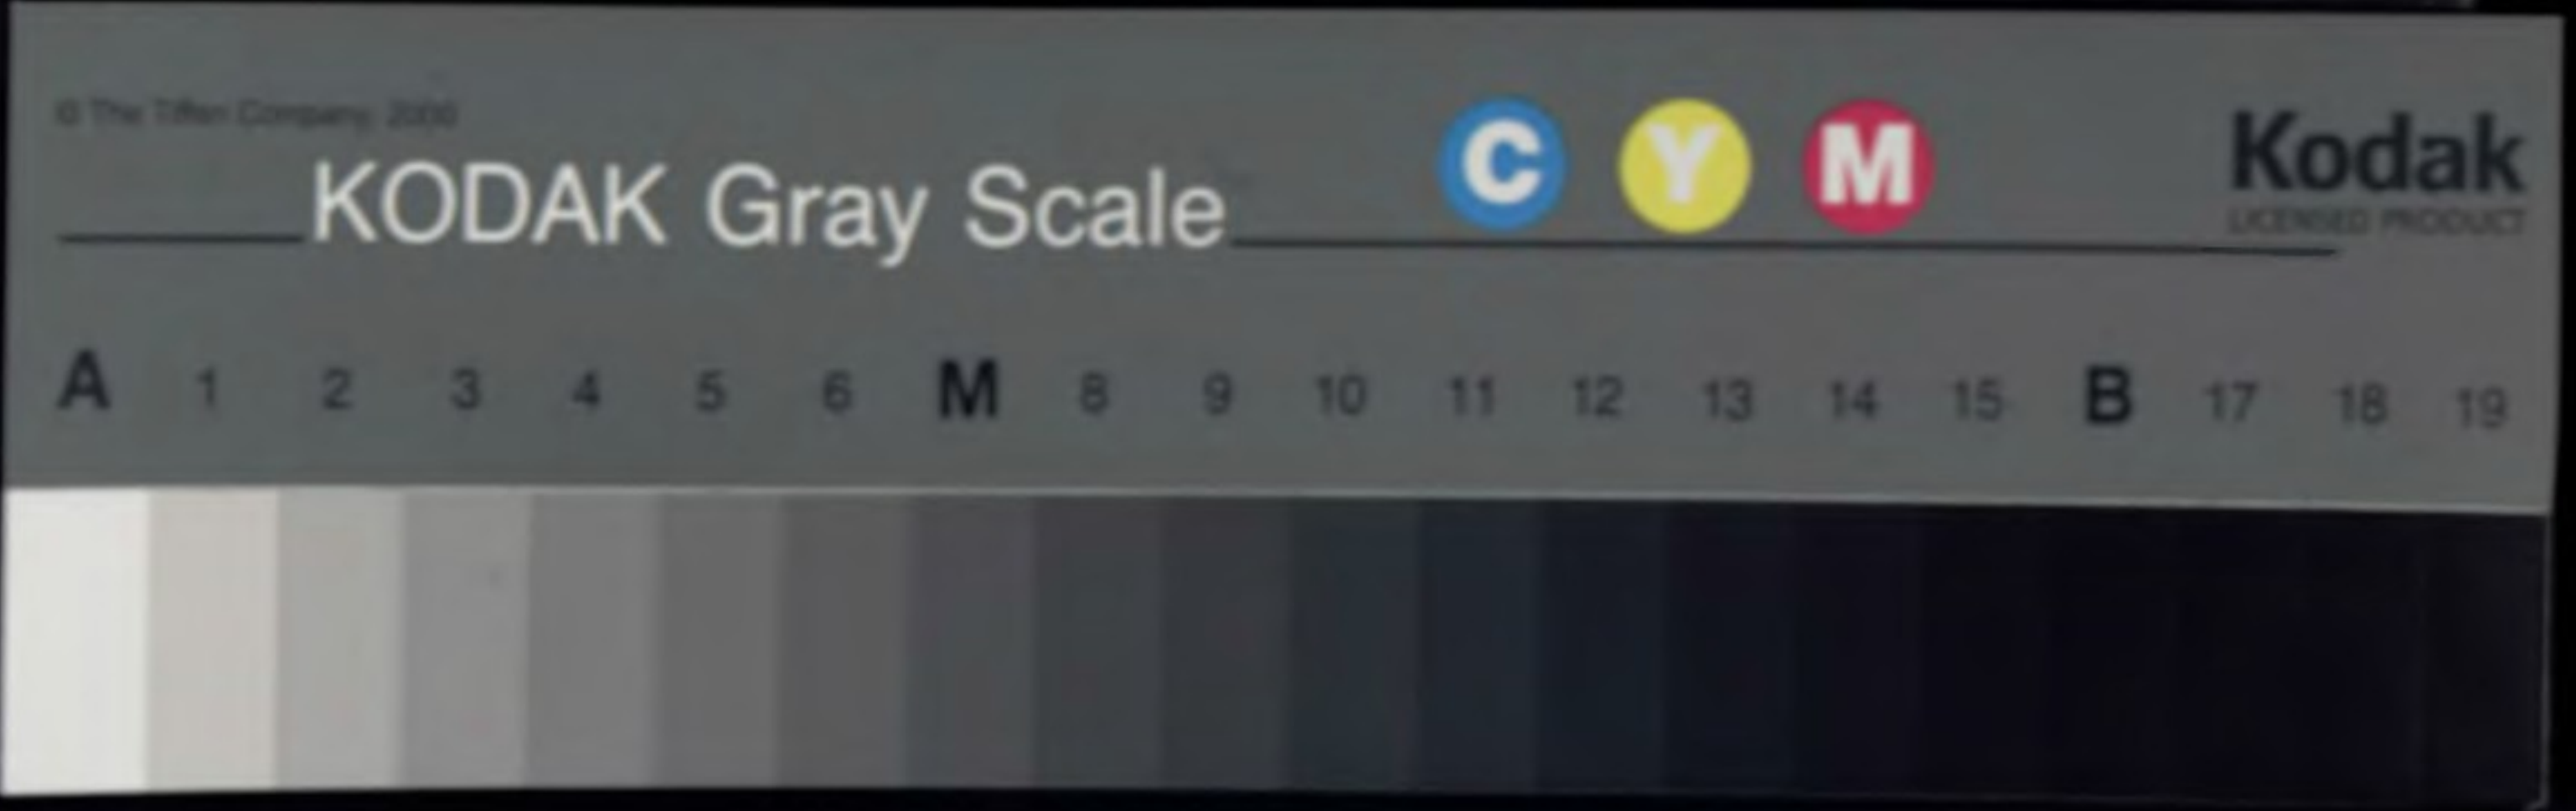 © The Tiffen Company, 2000
KODAK Gray Scale
C Y M
Kodak
LICENSED PRODUCT
A 1 2 3 4 5 6 M 8 9 10 11 12 13 14 15 B 17 18 19